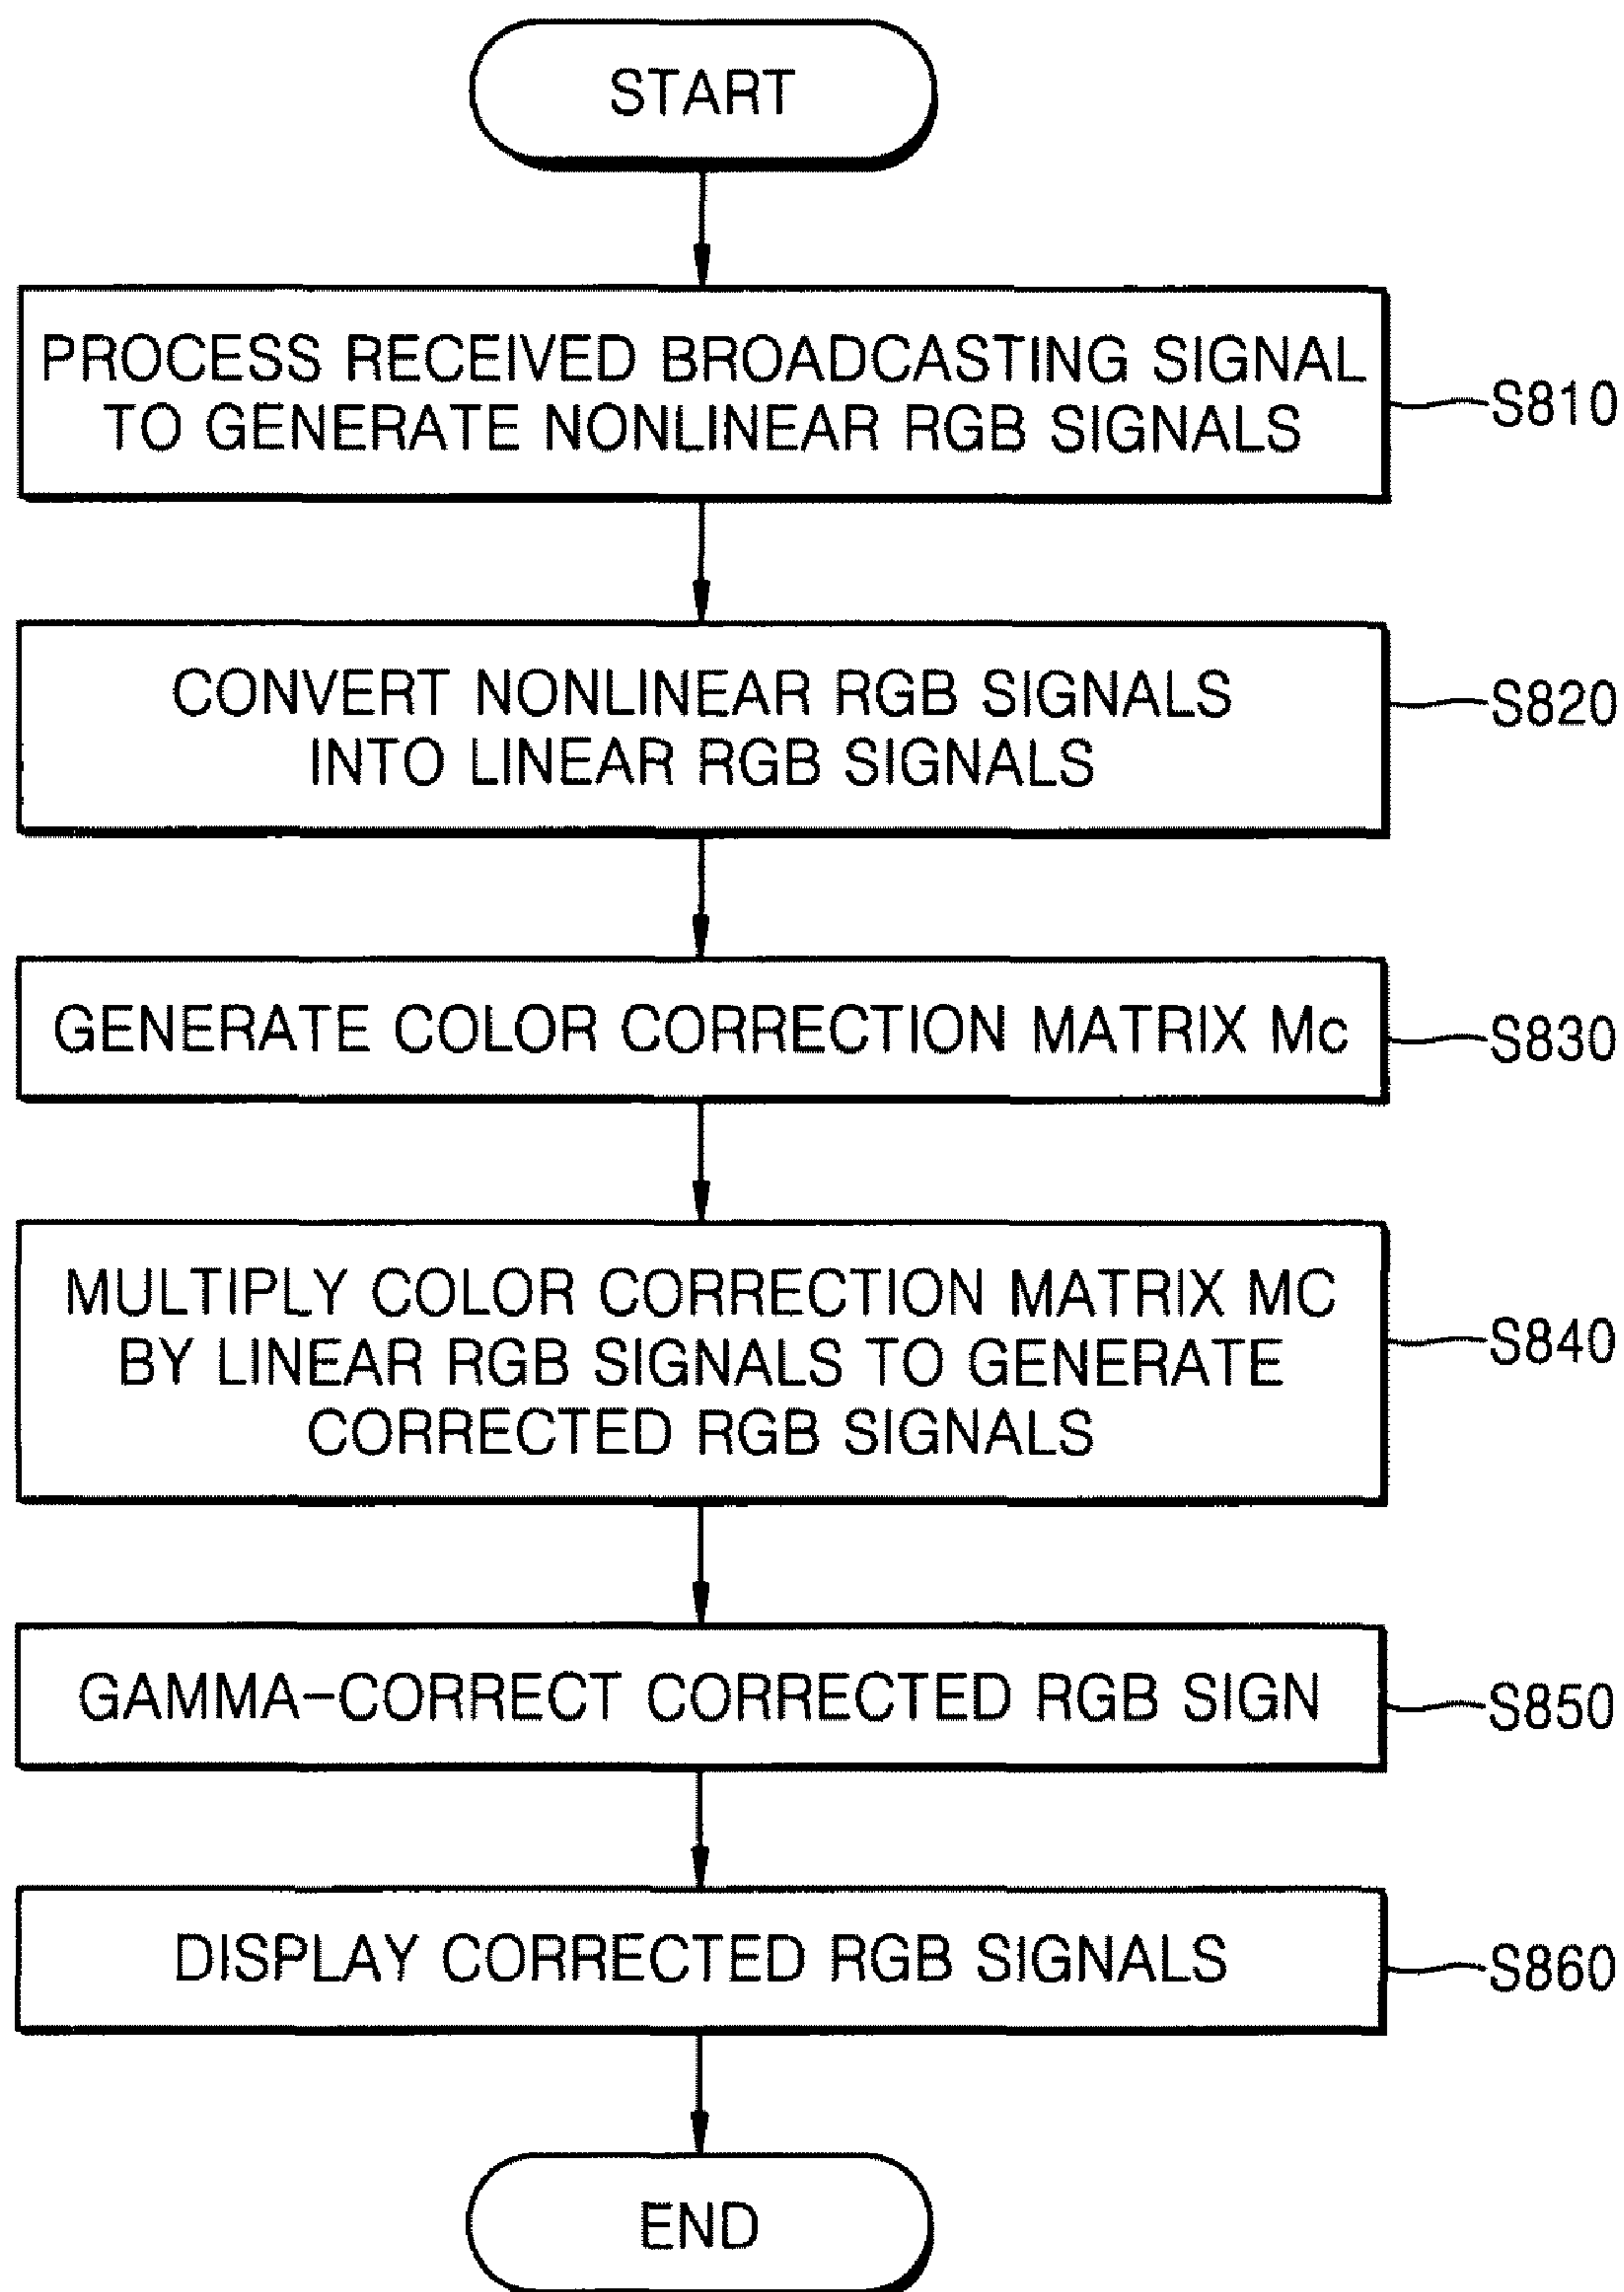 START
PROCESS RECEIVED BROADCASTING SIGNAL
TO GENERATE NONLINEAR RGB SIGNALS
S810
CONVERT NONLINEAR RGB SIGNALS
INTO LINEAR RGB SIGNALS
S820
GENERATE COLOR CORRECTION MATRIX Mc
S830
MULTIPLY COLOR CORRECTION MATRIX MC
BY LINEAR RGB SIGNALS TO GENERATE
CORRECTED RGB SIGNALS
S840
GAMMA-CORRECT CORRECTED RGB SIGN
S850
DISPLAY CORRECTED RGB SIGNALS
S860
END